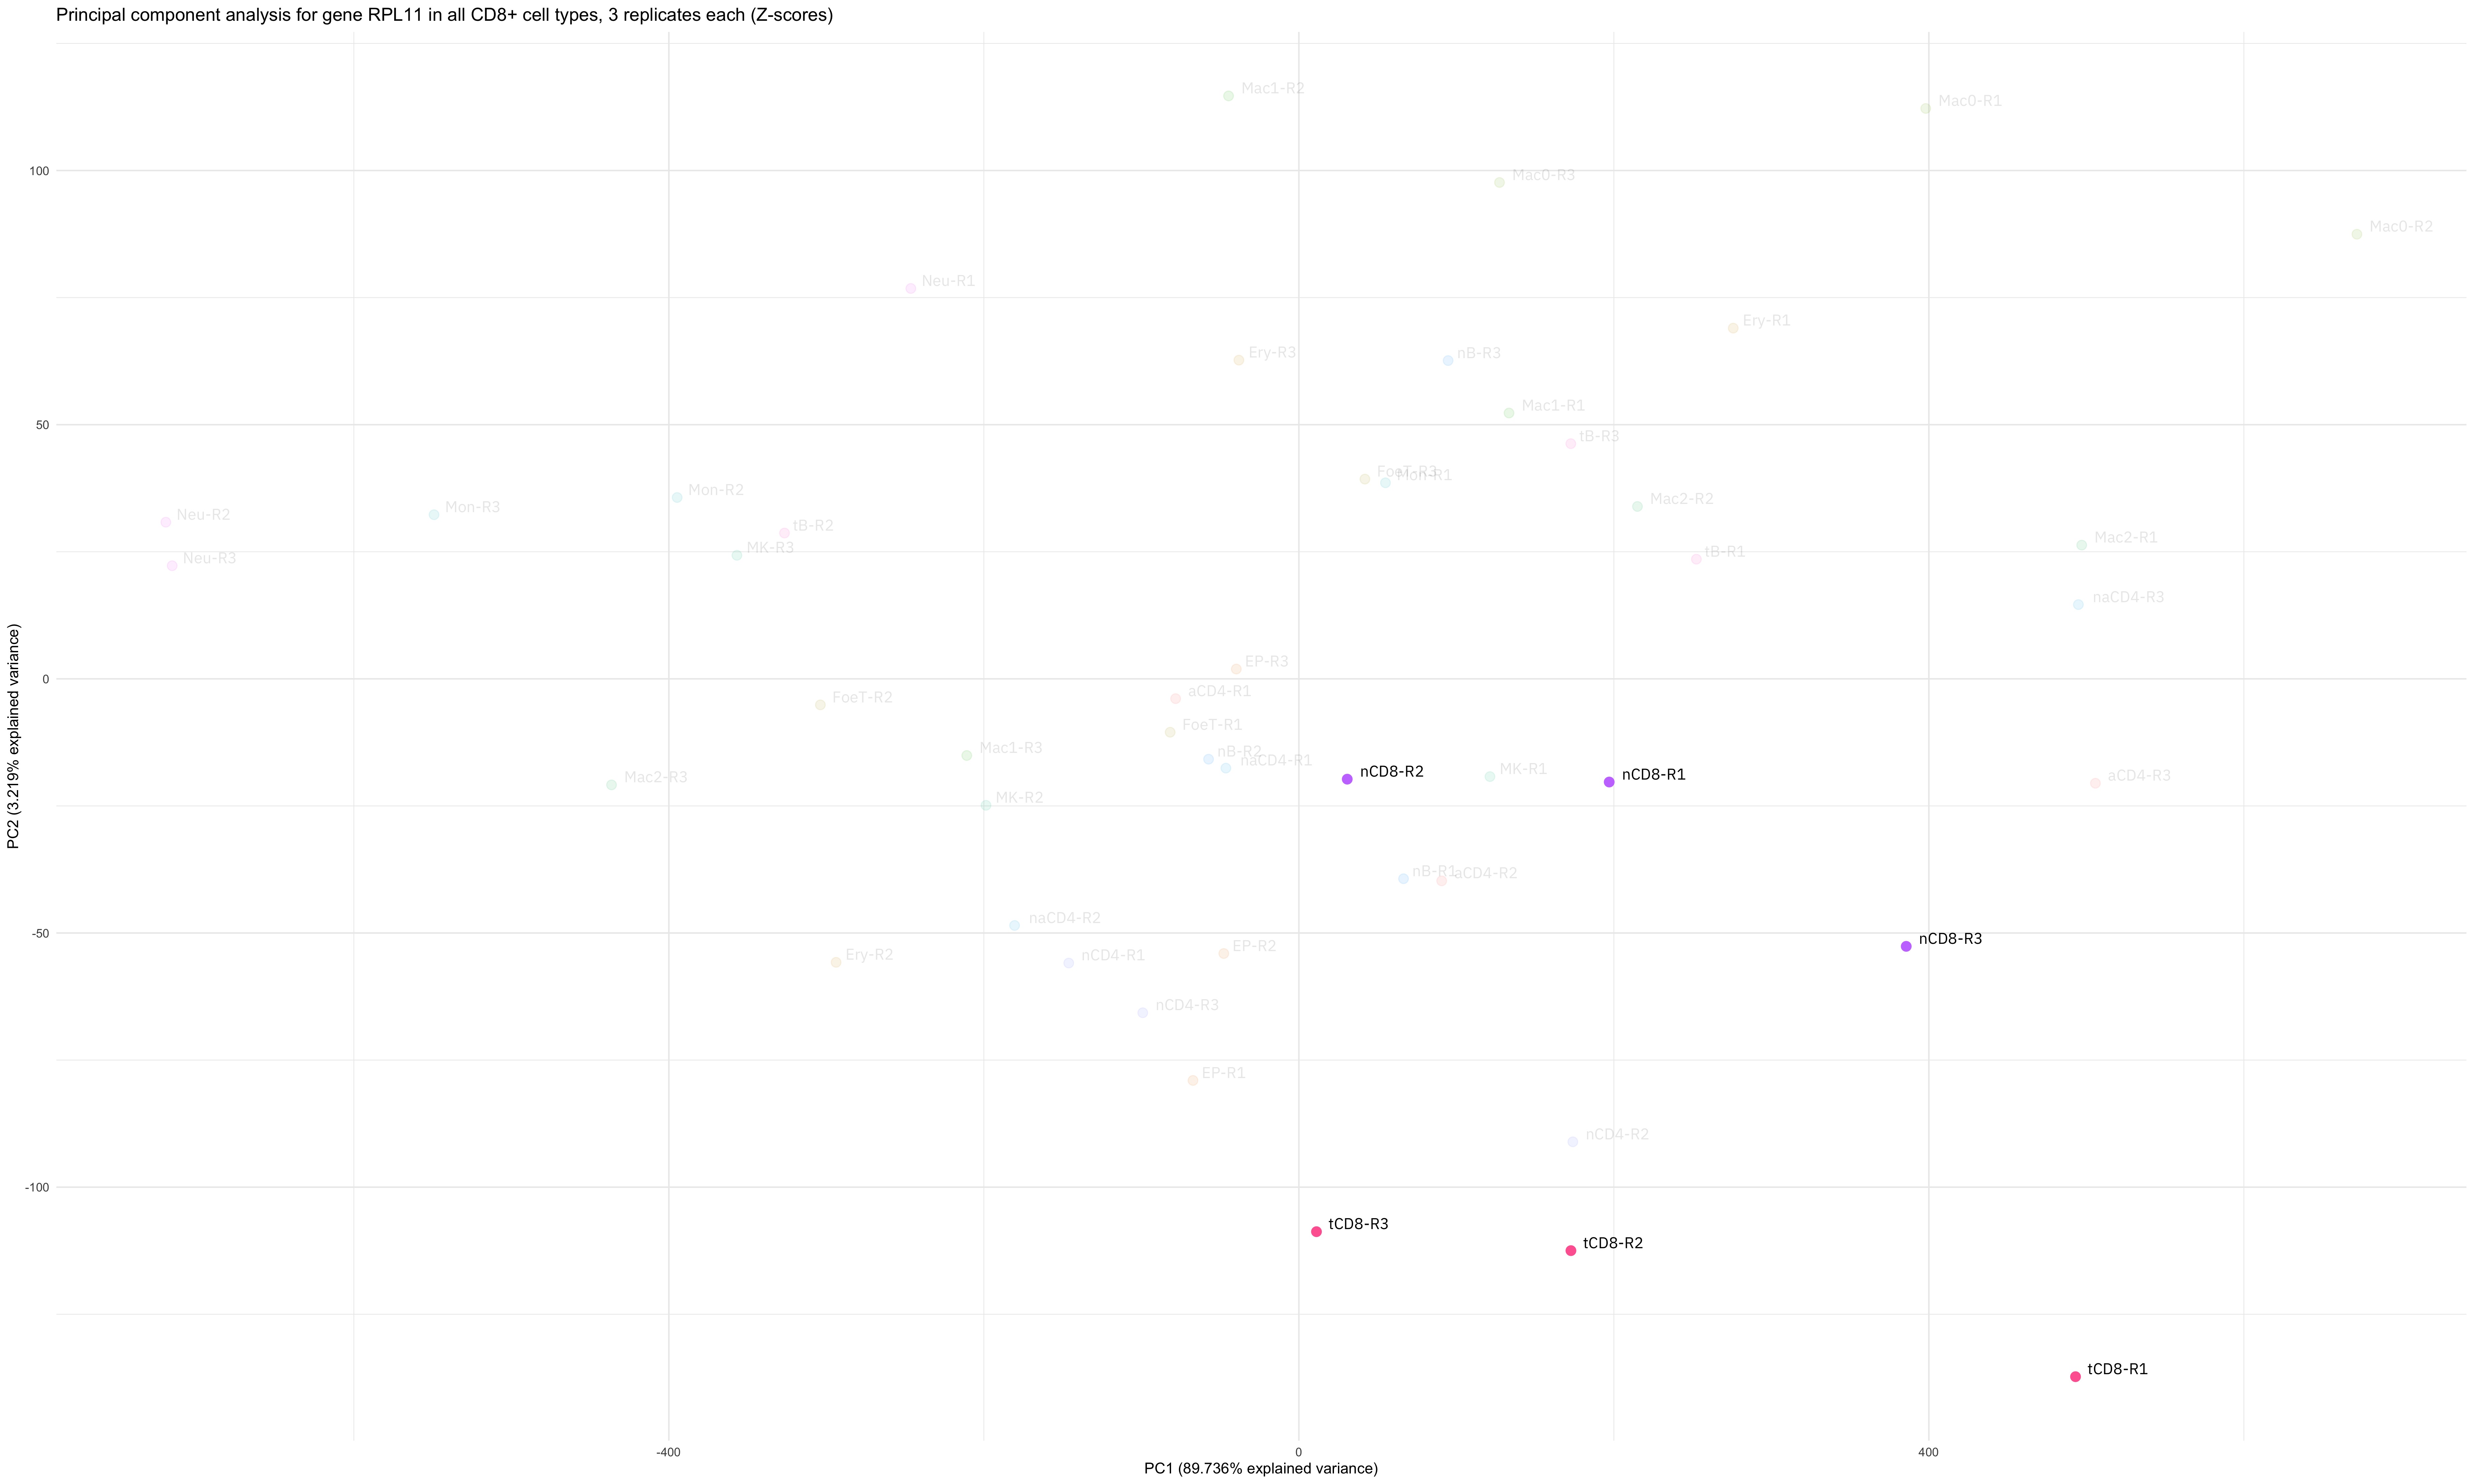 Principal component analysis for gene RPL11 in all CD8+ cell types, 3 replicates each (Z-scores)
Mac1-R2
Mac0-R1
100
Mac0-R3
Mac0-R2
Neu-R1
Ery-R1
Ery-R3
nB-R3
Mac1-R1
50
tB-R3
FoeT-R3
Mon-R1
Mon-R2
Mac2-R2
Mon-R3
Neu-R2
tB-R2
Mac2-R1
MK-R3
tB-R1
Neu-R3
naCD4-R3
PC2 (3.219% explained variance)
EP-R3
0
aCD4-R1
FoeT-R2
FoeT-R1
Mac1-R3
nB-R2
naCD4-R1
nCD8-R2
MK-R1
nCD8-R1
aCD4-R3
Mac2-R3
MK-R2
nB-R1
aCD4-R2
naCD4-R2
-50
nCD8-R3
EP-R2
Ery-R2
nCD4-R1
nCD4-R3
EP-R1
nCD4-R2
-100
tCD8-R3
tCD8-R2
tCD8-R1
-400
0
400
PC1 (89.736% explained variance)